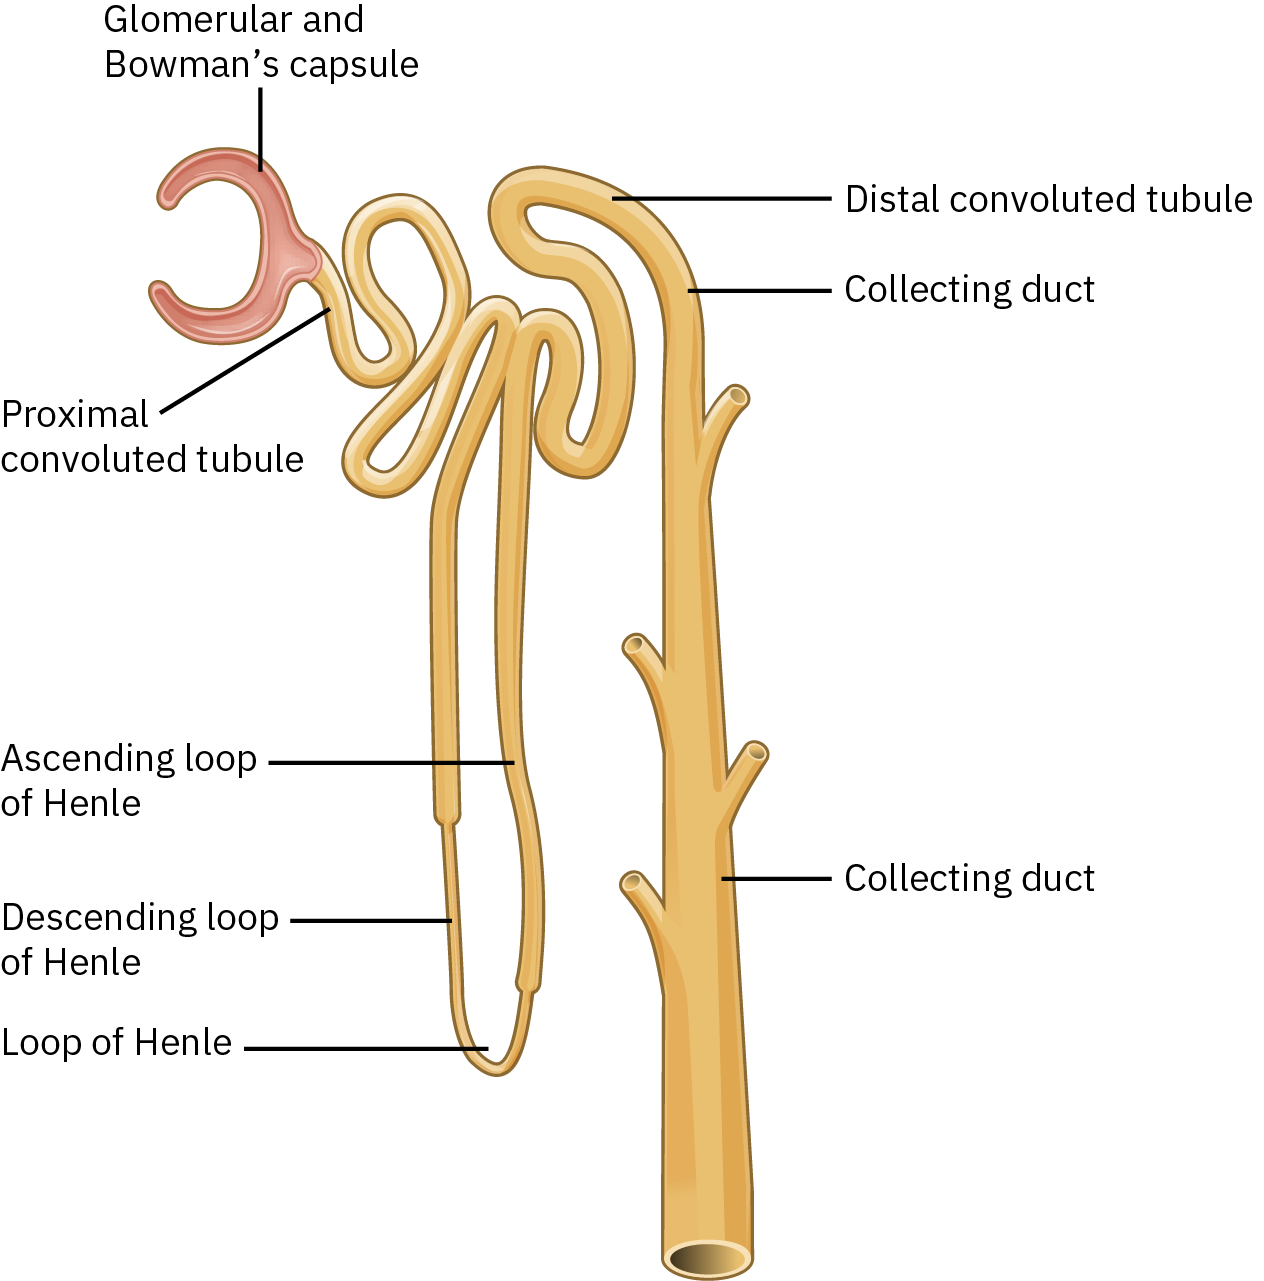 Glomerular and
Bowman’s capsule
Distal convoluted tubule
Collecting duct
Proximal
convoluted tubule
Ascending loop
of Henle
Collecting duct
Descending loop
of Henle
Loop of Henle